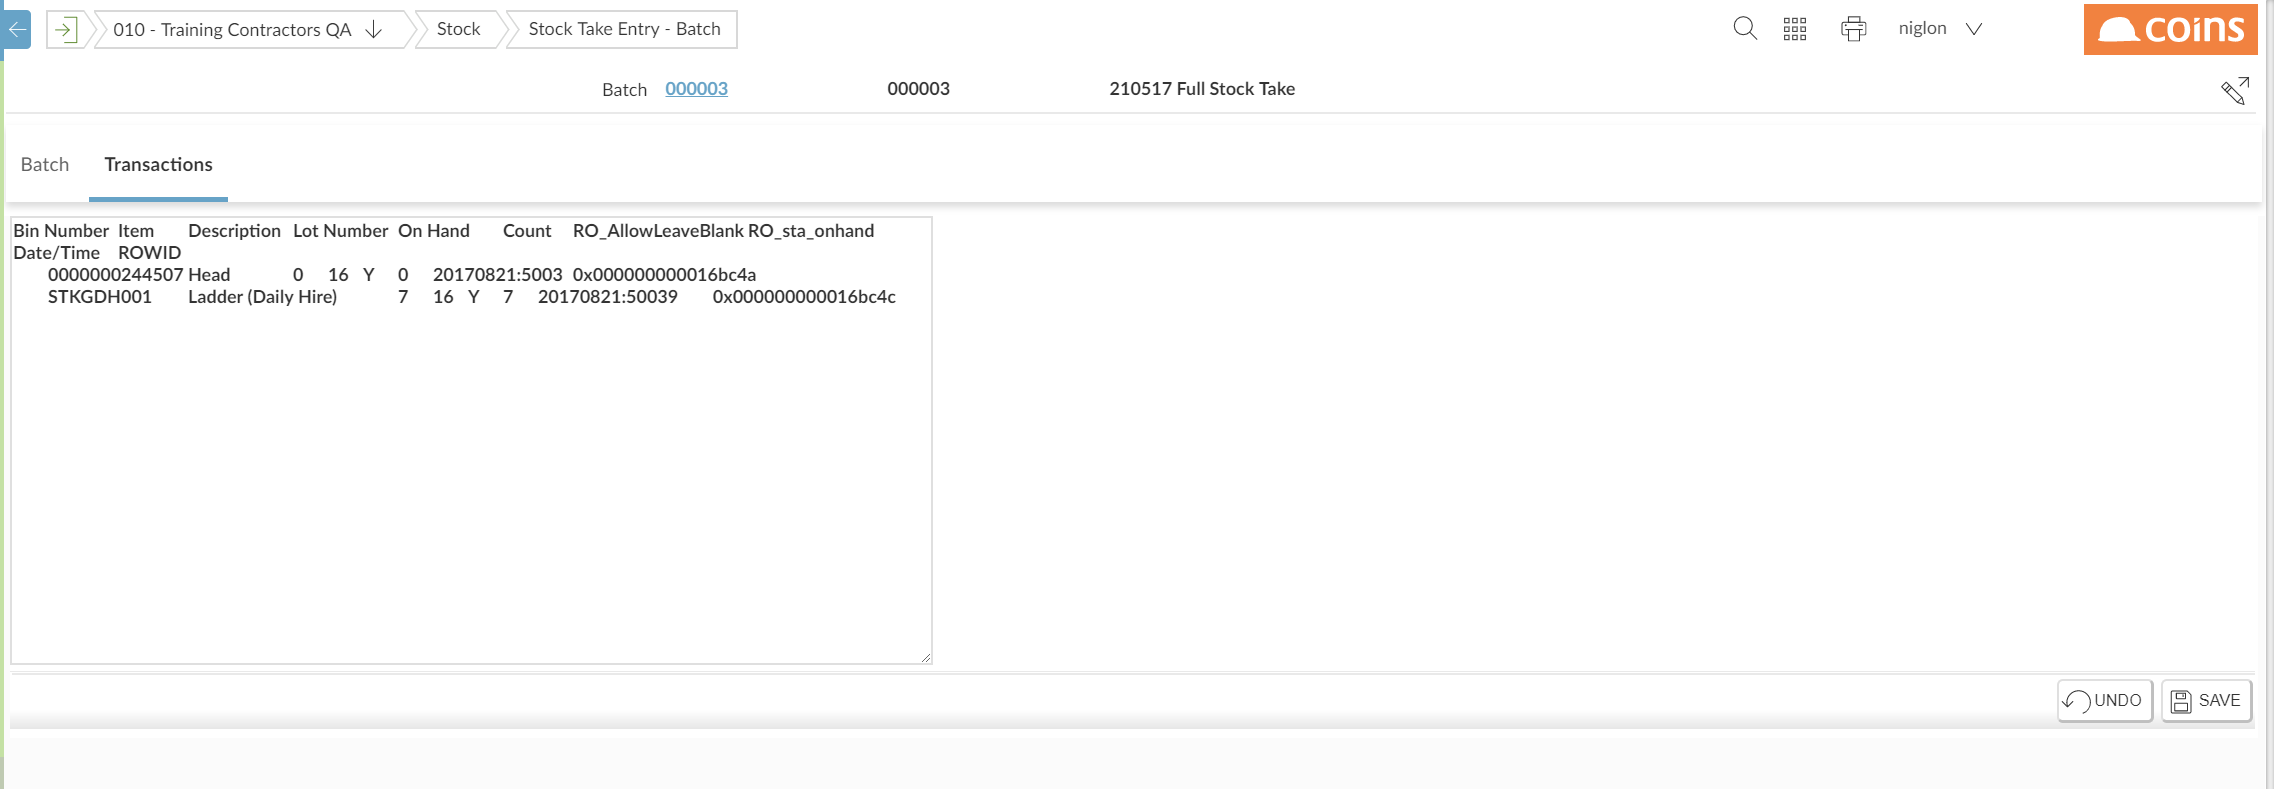 010 - Training Contractors QA
Stock
Stock Take Entry - Batch
niglon
coins
Batch 000003 000003 210517 Full Stock Take
Batch Transactions
Bin Number Item Description Lot Number On Hand Count RO_AllowLeaveBlank RO_sta_onhand
Date/Time ROWID
0000000244507 Head 0 16 Y 0 20170821:5003 0x000000000016bc4a
STKGDH001 Ladder (Daily Hire) 7 16 Y 7 20170821:50039 0x000000000016bc4c
UNDO SAVE